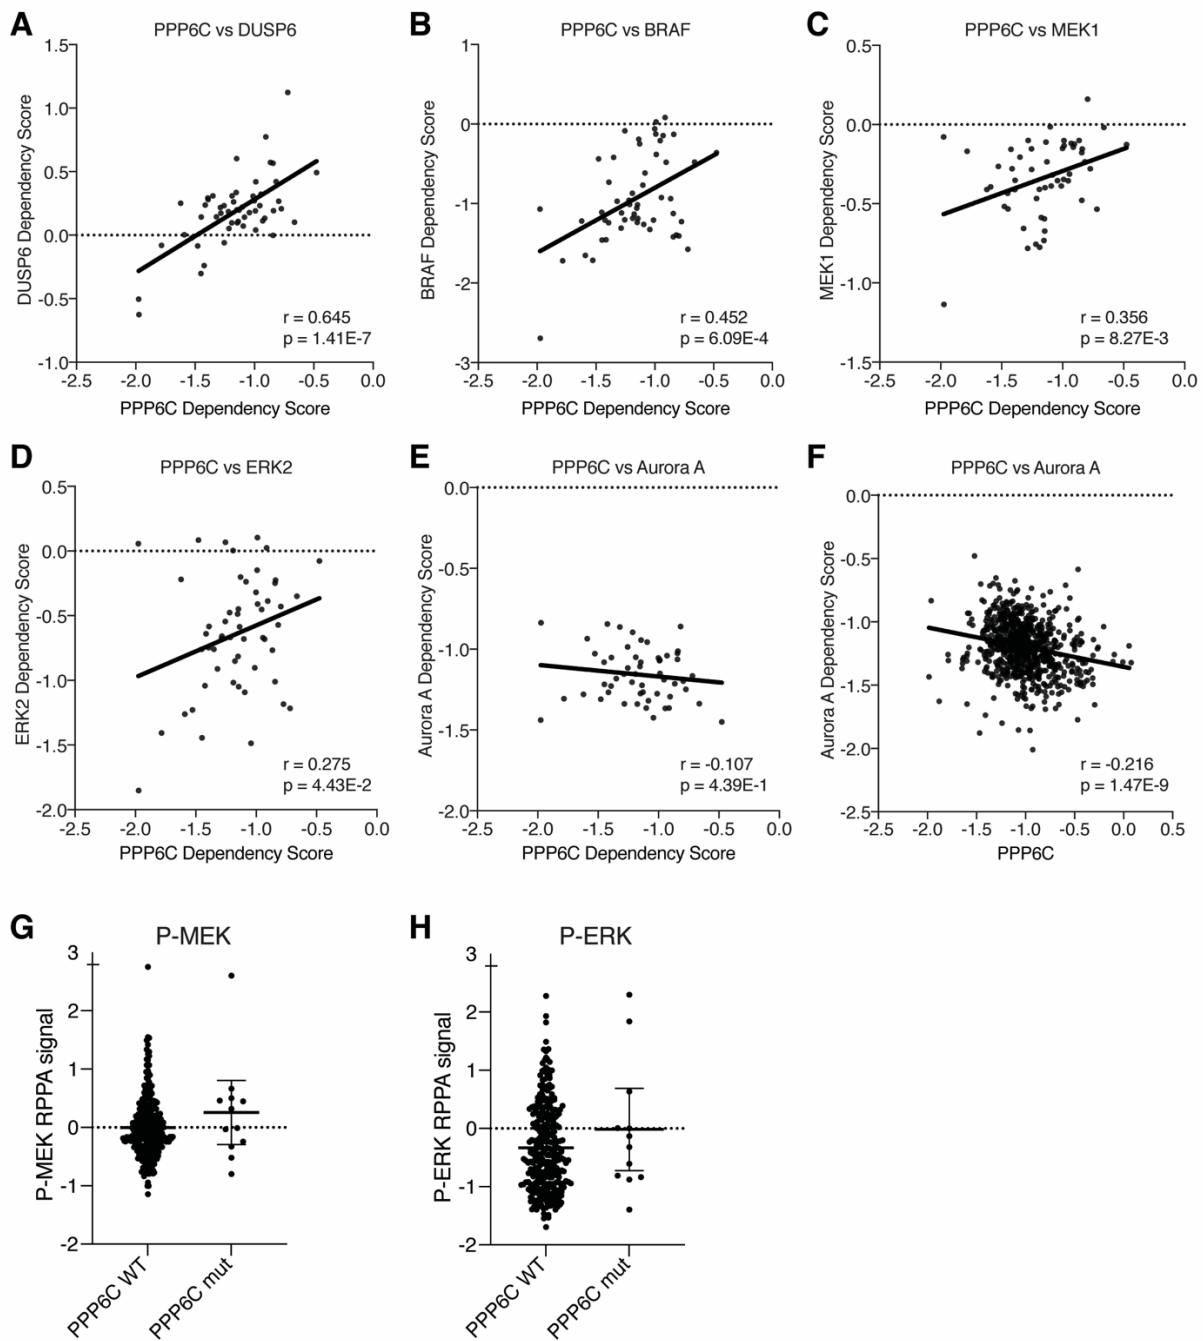 A
PPP6C vs DUSP6
DUSP6 Dependency Score
1.5
1.0
0.5
0.0
-0.5
-1.0
r = 0.645
p = 1.41E-7
-2.5 -2.0 -1.5 -1.0 -0.5 0.0
PPP6C Dependency Score
B
PPP6C vs BRAF
BRAF Dependency Score
1
0
-1
-2
-3
r = 0.452
p = 6.09E-4
-2.5 -2.0 -1.5 -1.0 -0.5 0.0
PPP6C Dependency Score
C
PPP6C vs MEK1
MEK1 Dependency Score
0.5
0.0
-0.5
-1.0
-1.5
r = 0.356
p = 8.27E-3
-2.5 -2.0 -1.5 -1.0 -0.5 0.0
PPP6C Dependency Score
D
PPP6C vs ERK2
ERK2 Dependency Score
0.5
0.0
-0.5
-1.0
-1.5
-2.0
r = 0.275
p = 4.43E-2
-2.5 -2.0 -1.5 -1.0 -0.5 0.0
PPP6C Dependency Score
E
PPP6C vs Aurora A
Aurora A Dependency Score
0.0
-0.5
-1.0
-1.5
-2.0
r = -0.107
p = 4.39E-1
-2.5 -2.0 -1.5 -1.0 -0.5 0.0
PPP6C Dependency Score
F
PPP6C vs Aurora A
Aurora A Dependency Score
0.0
-0.5
-1.0
-1.5
-2.0
-2.5
r = -0.216
p = 1.47E-9
-2.5 -2.0 -1.5 -1.0 -0.5 0.0 0.5
PPP6C
G
P-MEK
P-MEK RPPA signal
3
2
1
0
-1
-2
PPP6C WT
PPP6C mut
H
P-ERK
P-ERK RPPA signal
3
2
1
0
-1
-2
PPP6C WT
PPP6C mut